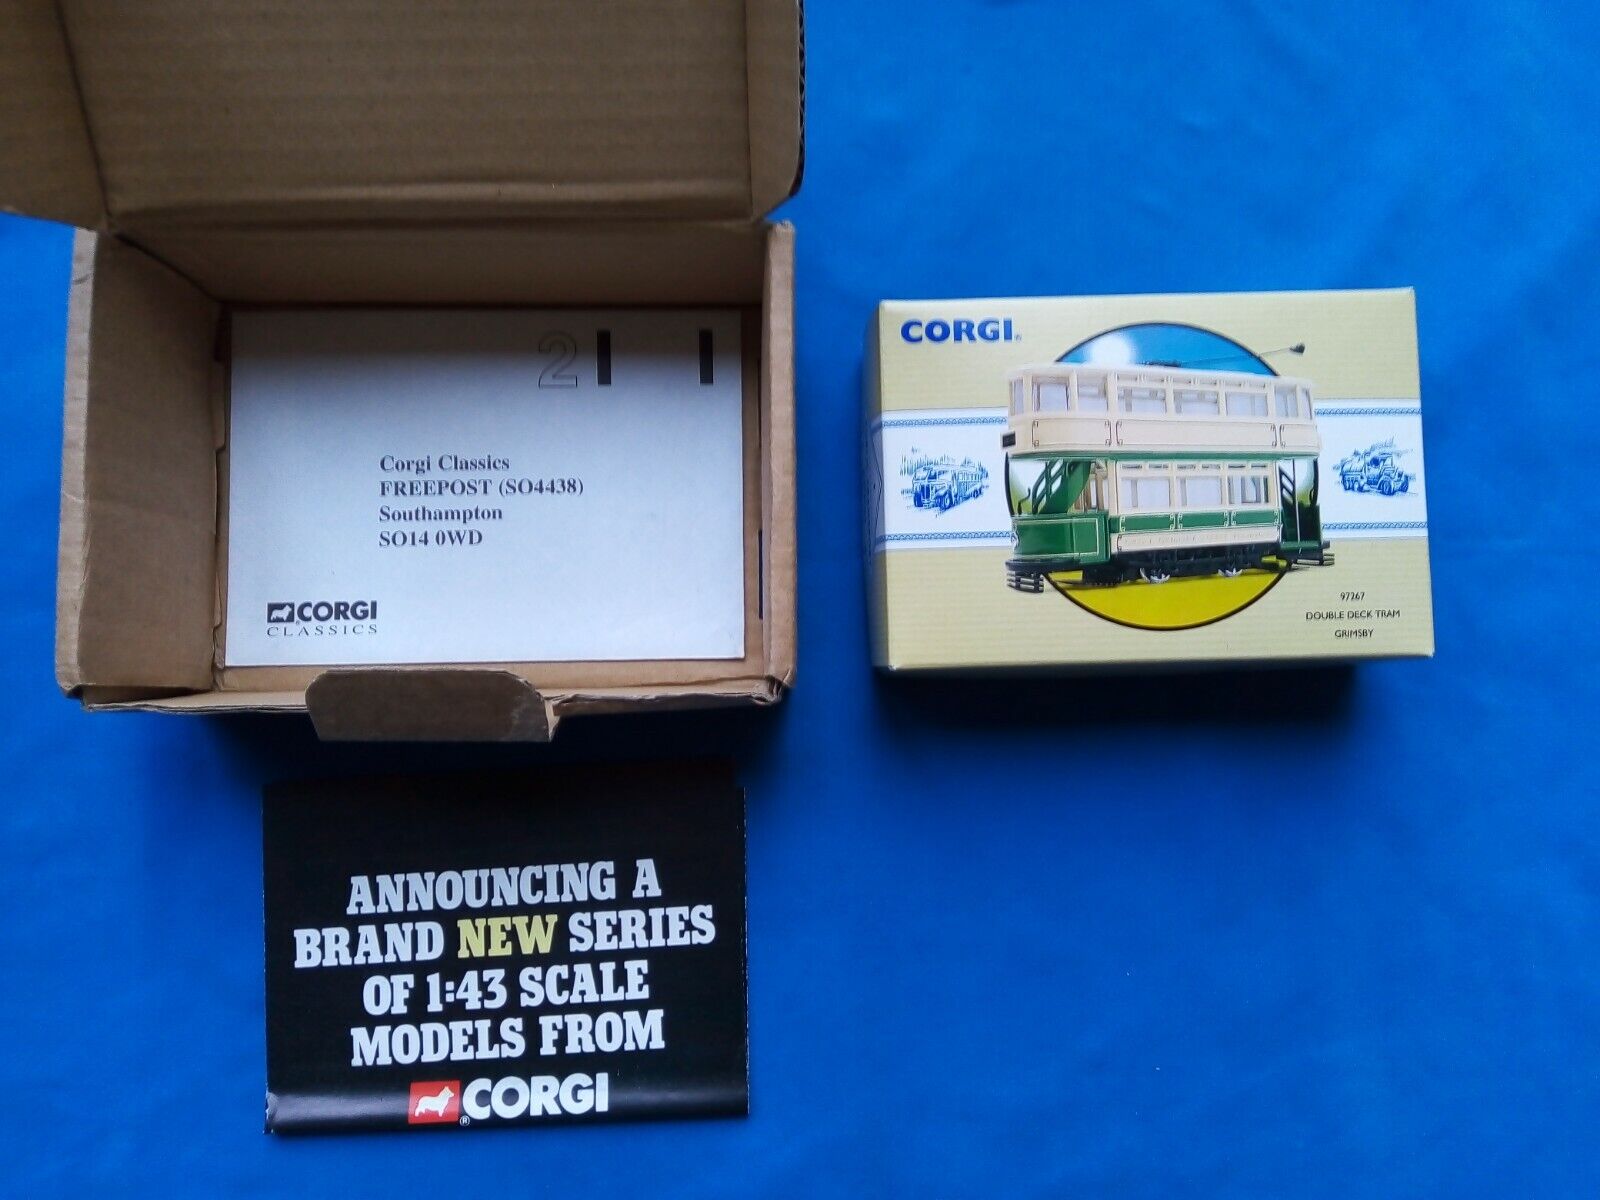 2
Corgi Classics
FREEPOST (SO4438)
Southampton
SO14 0WD
CORGI
CLASSICS
CORGI®
97267
DOUBLE DECK TRAM
GRIMSBY
ANNOUNCING A
BRAND NEW SERIES
OF 1:43 SCALE
MODELS FROM
CORGI